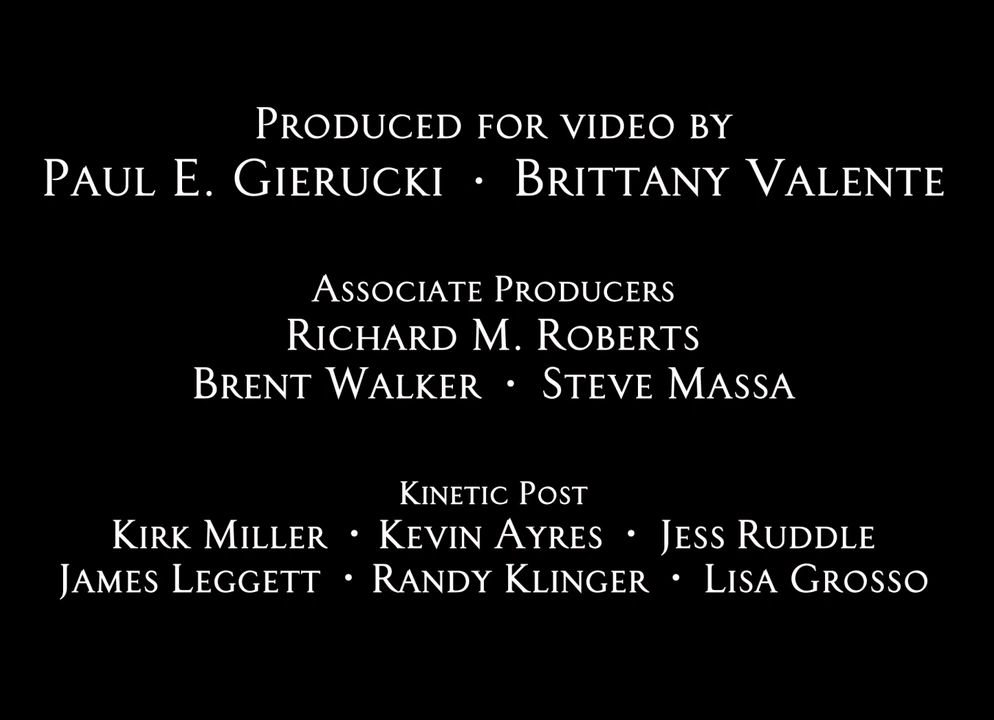 Produced for video by
Paul E. Gierucki · Brittany Valente
Associate Producers
Richard M. Roberts
Brent Walker · Steve Massa
Kinetic Post
Kirk Miller · Kevin Ayres · Jess Ruddle
James Leggett · Randy Klinger · Lisa Grosso